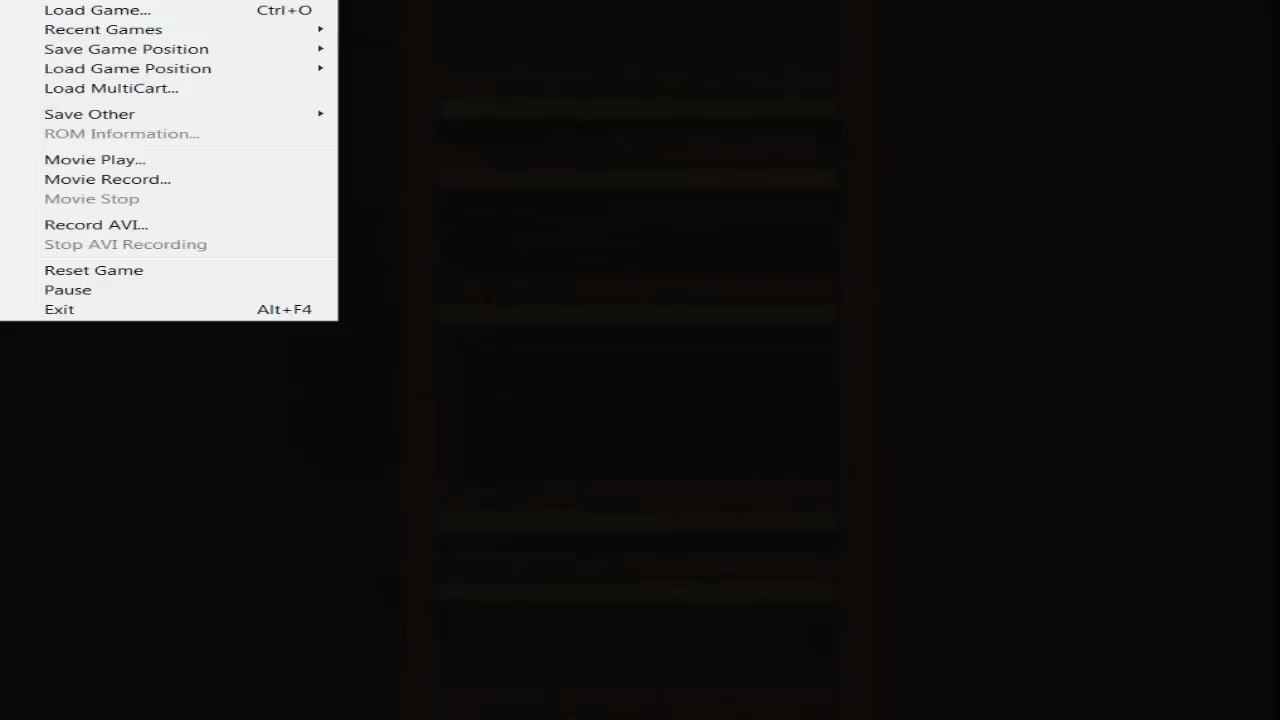 Load Game... Ctrl+O
Recent Games
Save Game Position
Load Game Position
Load MultiCart...
Save Other
ROM Information...
Movie Play...
Movie Record...
Movie Stop
Record AVI...
Stop AVI Recording
Reset Game
Pause
Exit Alt+F4